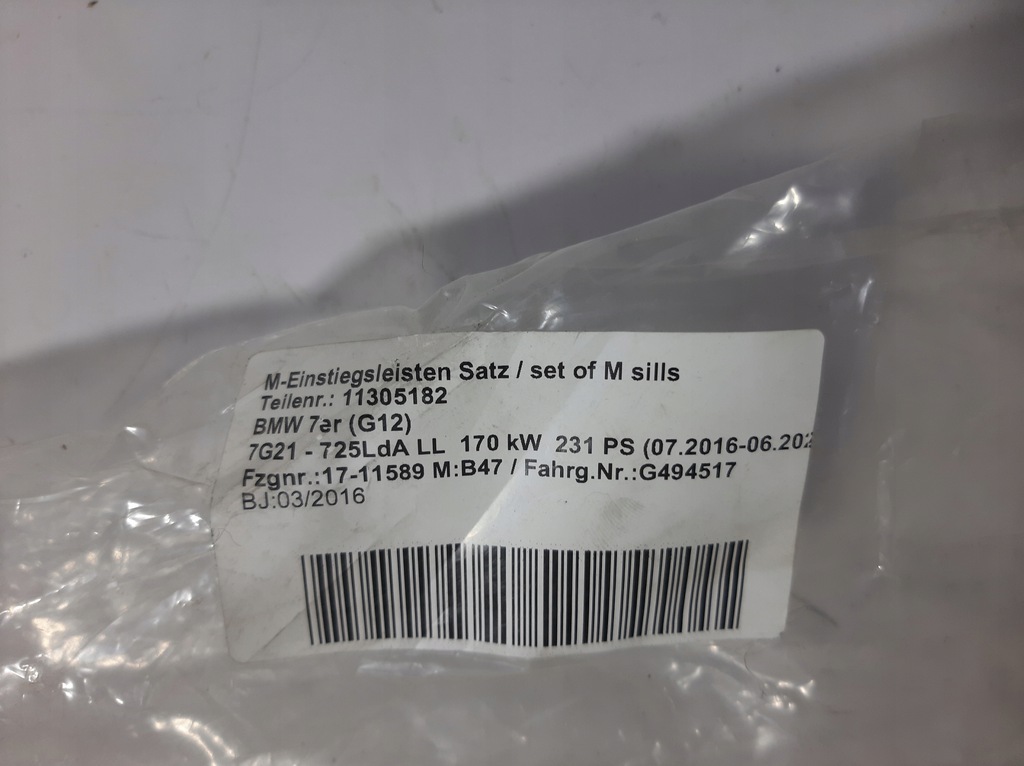 M-Einstiegsleisten Satz / set of M sills
Teilenr.: 11305182
BMW 7er (G12)
7G21 - 725LdA LL 170 kW 231 PS (07.2016-06.202
Fzgnr.:17-11589 M:B47 / Fahrg.Nr.:G494517
BJ:03/2016